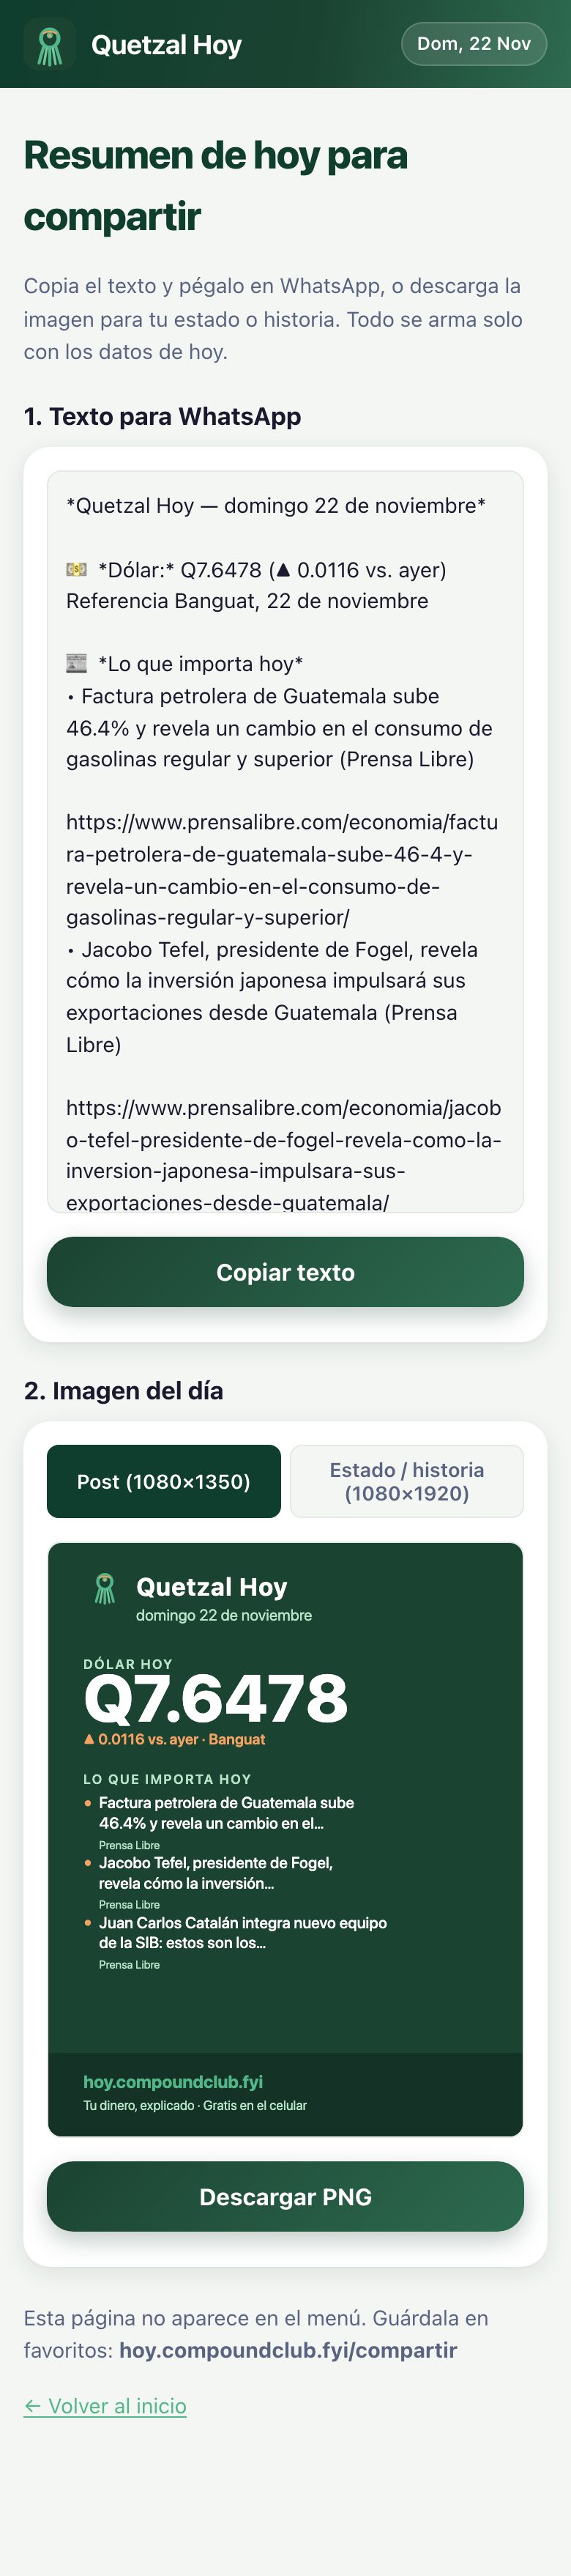 Quetzal Hoy
Dom, 22 Nov
Resumen de hoy para
compartir
Copia el texto y pégalo en WhatsApp, o descarga la
imagen para tu estado o historia. Todo se arma solo
con los datos de hoy.
1. Texto para WhatsApp
*Quetzal Hoy — domingo 22 de noviembre*
💵 *Dólar:* Q7.6478 (▲ 0.0116 vs. ayer)
Referencia Banguat, 22 de noviembre
📰 *Lo que importa hoy*
• Factura petrolera de Guatemala sube
46.4% y revela un cambio en el consumo de
gasolinas regular y superior (Prensa Libre)
https://www.prensalibre.com/economia/factu
ra-petrolera-de-guatemala-sube-46-4-y-
revela-un-cambio-en-el-consumo-de-
gasolinas-regular-y-superior/
• Jacobo Tefel, presidente de Fogel, revela
cómo la inversión japonesa impulsará sus
exportaciones desde Guatemala (Prensa
Libre)
https://www.prensalibre.com/economia/jacob
o-tefel-presidente-de-fogel-revela-como-la-
inversion-japonesa-impulsara-sus-
exportaciones-desde-guatemala/
Copiar texto
2. Imagen del día
Post (1080×1350)
Estado / historia
(1080×1920)
Quetzal Hoy
domingo 22 de noviembre
DÓLAR HOY
Q7.6478
▲ 0.0116 vs. ayer · Banguat
LO QUE IMPORTA HOY
• Factura petrolera de Guatemala sube
46.4% y revela un cambio en el...
Prensa Libre
• Jacobo Tefel, presidente de Fogel,
revela cómo la inversión...
Prensa Libre
• Juan Carlos Catalán integra nuevo equipo
de la SIB: estos son los...
Prensa Libre
hoy.compoundclub.fyi
Tu dinero, explicado · Gratis en el celular
Descargar PNG
Esta página no aparece en el menú. Guárdala en
favoritos: hoy.compoundclub.fyi/compartir
← Volver al inicio